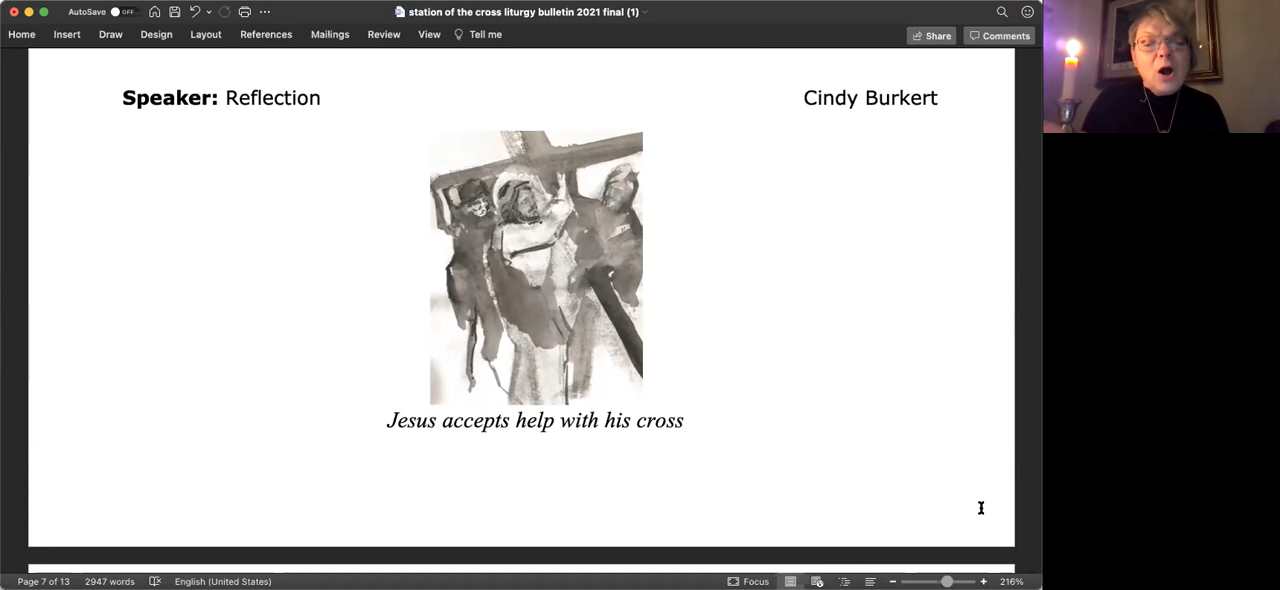 AutoSave OFF station of the cross liturgy bulletin 2021 final (1)
Home Insert Draw Design Layout References Mailings Review View Tell me Share Comments
Speaker: Reflection Cindy Burkert
Jesus accepts help with his cross
Page 7 of 13 2947 words English (United States) Focus 216%